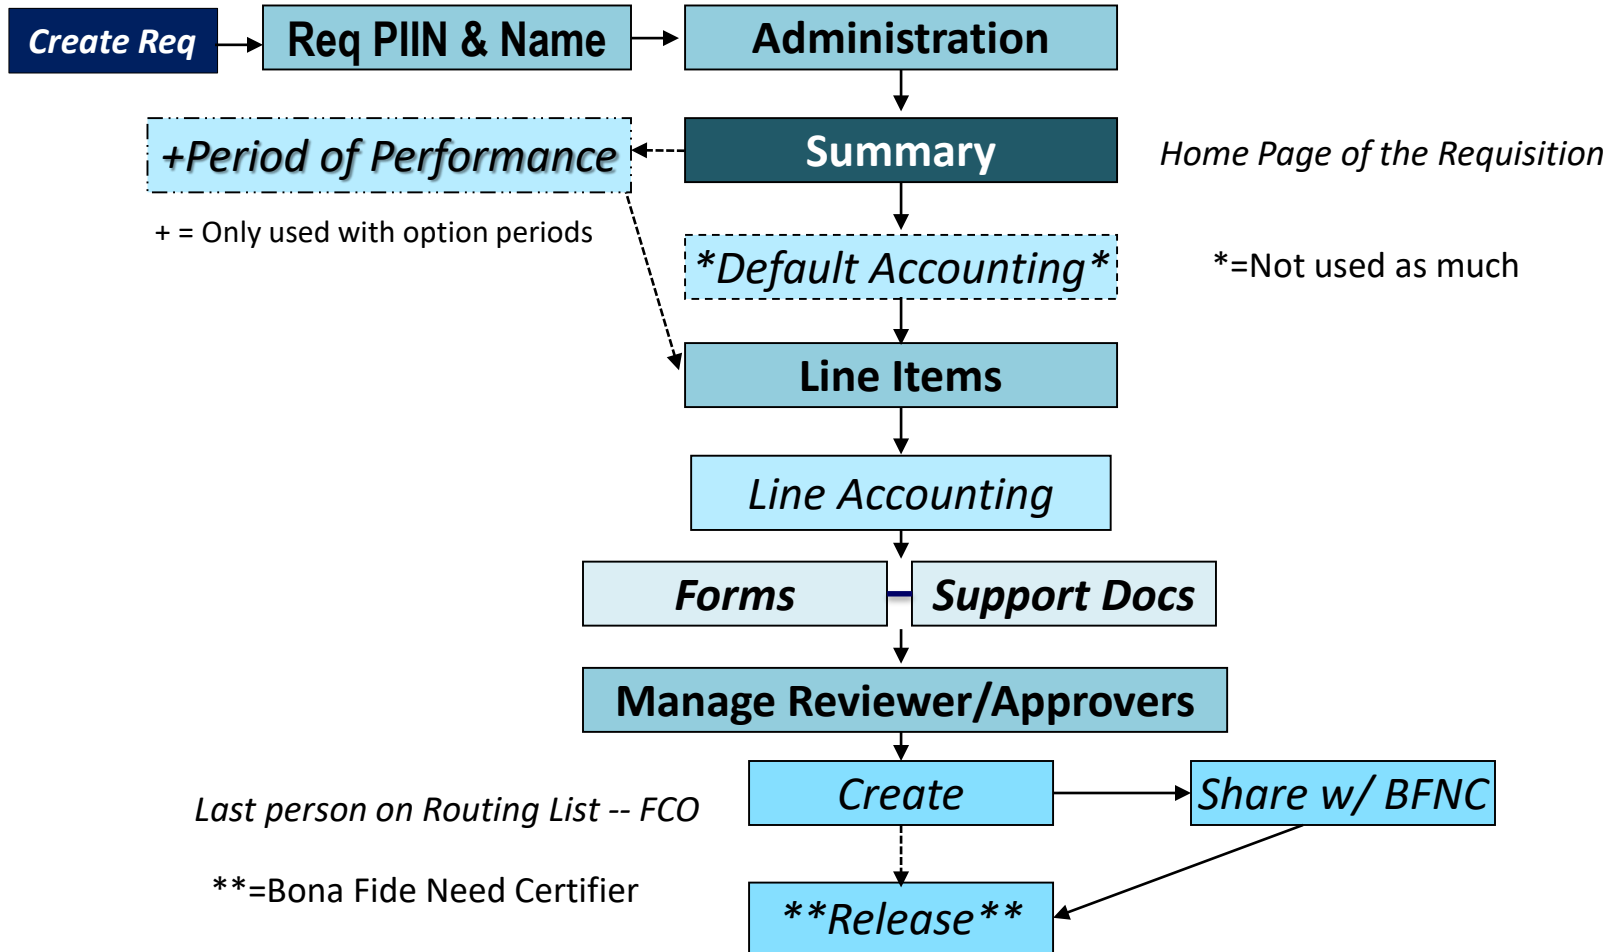 Create Req
Req PIIN & Name
Administration
+Period of Performance
Summary
Home Page of the Requisition
+ = Only used with option periods
*Default Accounting*
*=Not used as much
Line Items
Line Accounting
Forms
Support Docs
Manage Reviewer/Approvers
Create
Share w/ BFNC
Last person on Routing List -- FCO
**=Bona Fide Need Certifier
**Release**